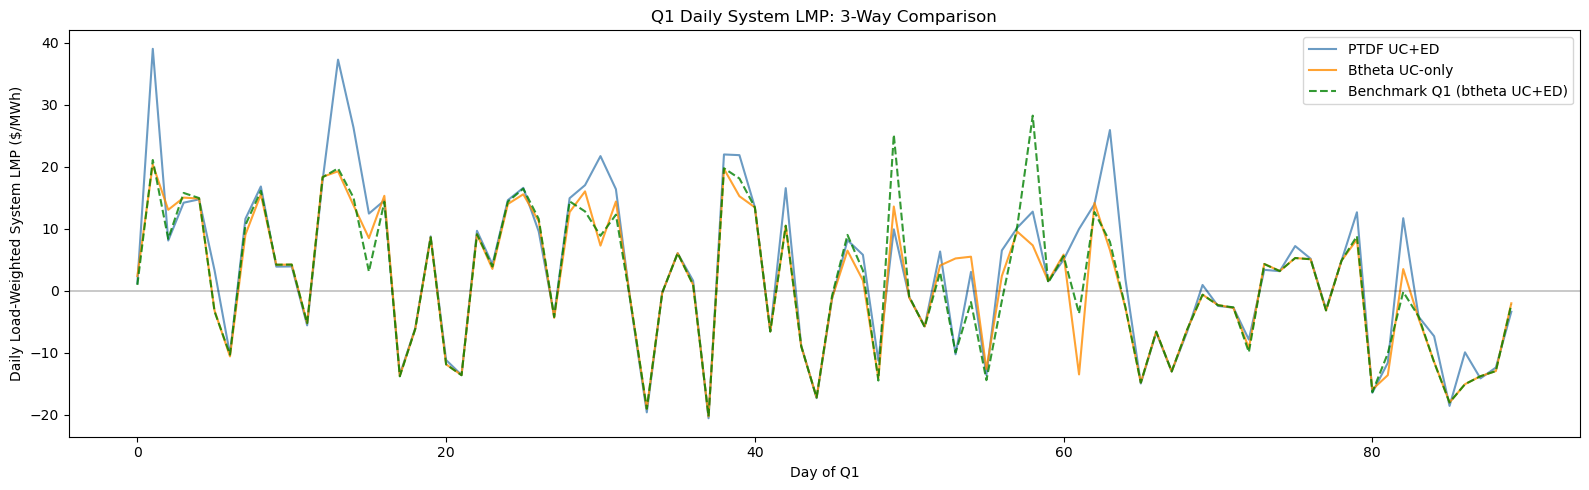 Q1 Daily System LMP: 3-Way Comparison
Daily Load-Weighted System LMP ($/MWh)
40
30
20
10
0
−10
−20
PTDF UC+ED
Btheta UC-only
Benchmark Q1 (btheta UC+ED)
0 20 40 60 80
Day of Q1